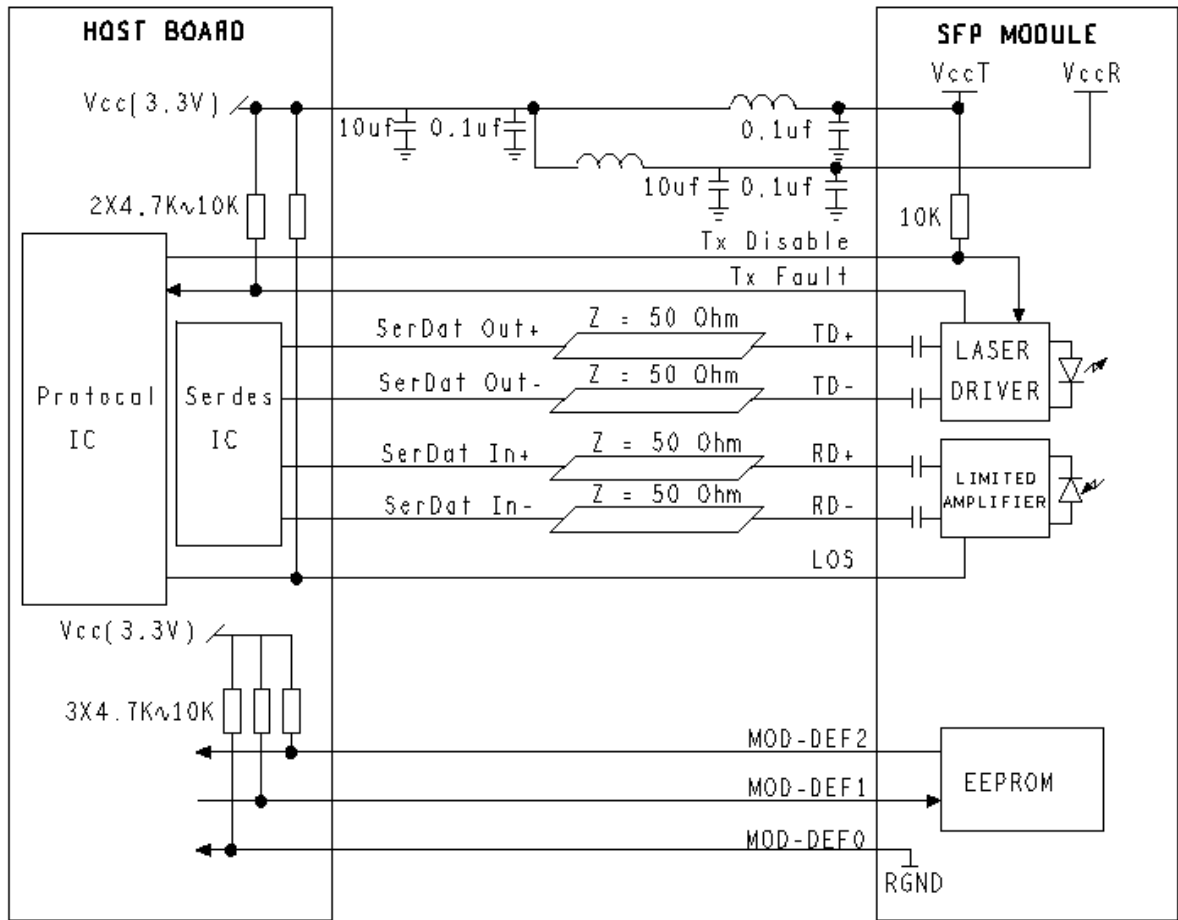 HOST BOARD
SFP MODULE
VccT
VccR
Vcc(3.3V)
10uf
0.1uf
0.1uf
10uf
0.1uf
2X4.7K~10K
10K
Tx Disable
Tx Fault
SerDat Out+
Z = 50 Ohm
TD+
SerDat Out-
Z = 50 Ohm
TD-
LASER
DRIVER
Protocal
IC
Serdes
IC
SerDat In+
Z = 50 Ohm
RD+
SerDat In-
Z = 50 Ohm
RD-
LIMITED
AMPLIFIER
LOS
Vcc(3.3V)
3X4.7K~10K
MOD-DEF2
MOD-DEF1
EEPROM
MOD-DEF0
RGND